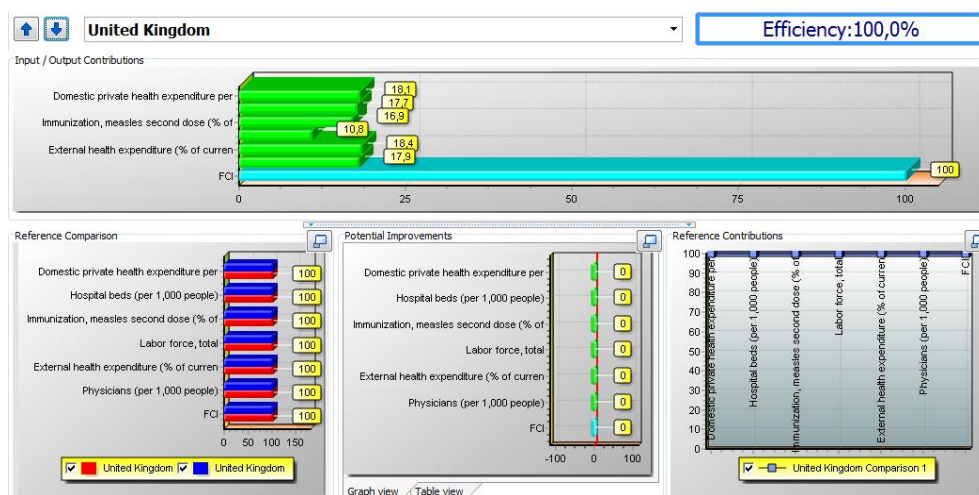 United Kingdom
Efficiency:100,0%
Input / Output Contributions
Domestic private health expenditure per
Immunization, measles second dose (% of
External health expenditure (% of curren
FCI
18,1
17,7
16,9
10,8
18,4
17,9
100
0 25 50 75 100
Reference Comparison
Domestic private health expenditure per
Hospital beds (per 1,000 people)
Immunization, measles second dose (% of
Labor force, total
External health expenditure (% of curren
Physicians (per 1,000 people)
FCI
100
100
100
100
100
100
100
0 50 100 150
United Kingdom United Kingdom
Potential Improvements
Domestic private health expenditure per
Hospital beds (per 1,000 people)
Immunization, measles second dose (% of
Labor force, total
External health expenditure (% of curren
Physicians (per 1,000 people)
FCI
0
0
0
0
0
0
0
-100 0 100
Graph view Table view
Reference Contributions
100
90
80
70
60
50
40
30
20
10
0
Domestic private health expenditure per
Hospital beds (per 1,000 people)
Immunization, measles second dose (% of
Labor force, total
External health expenditure (% of curren
Physicians (per 1,000 people)
FCI
United Kingdom Comparison 1